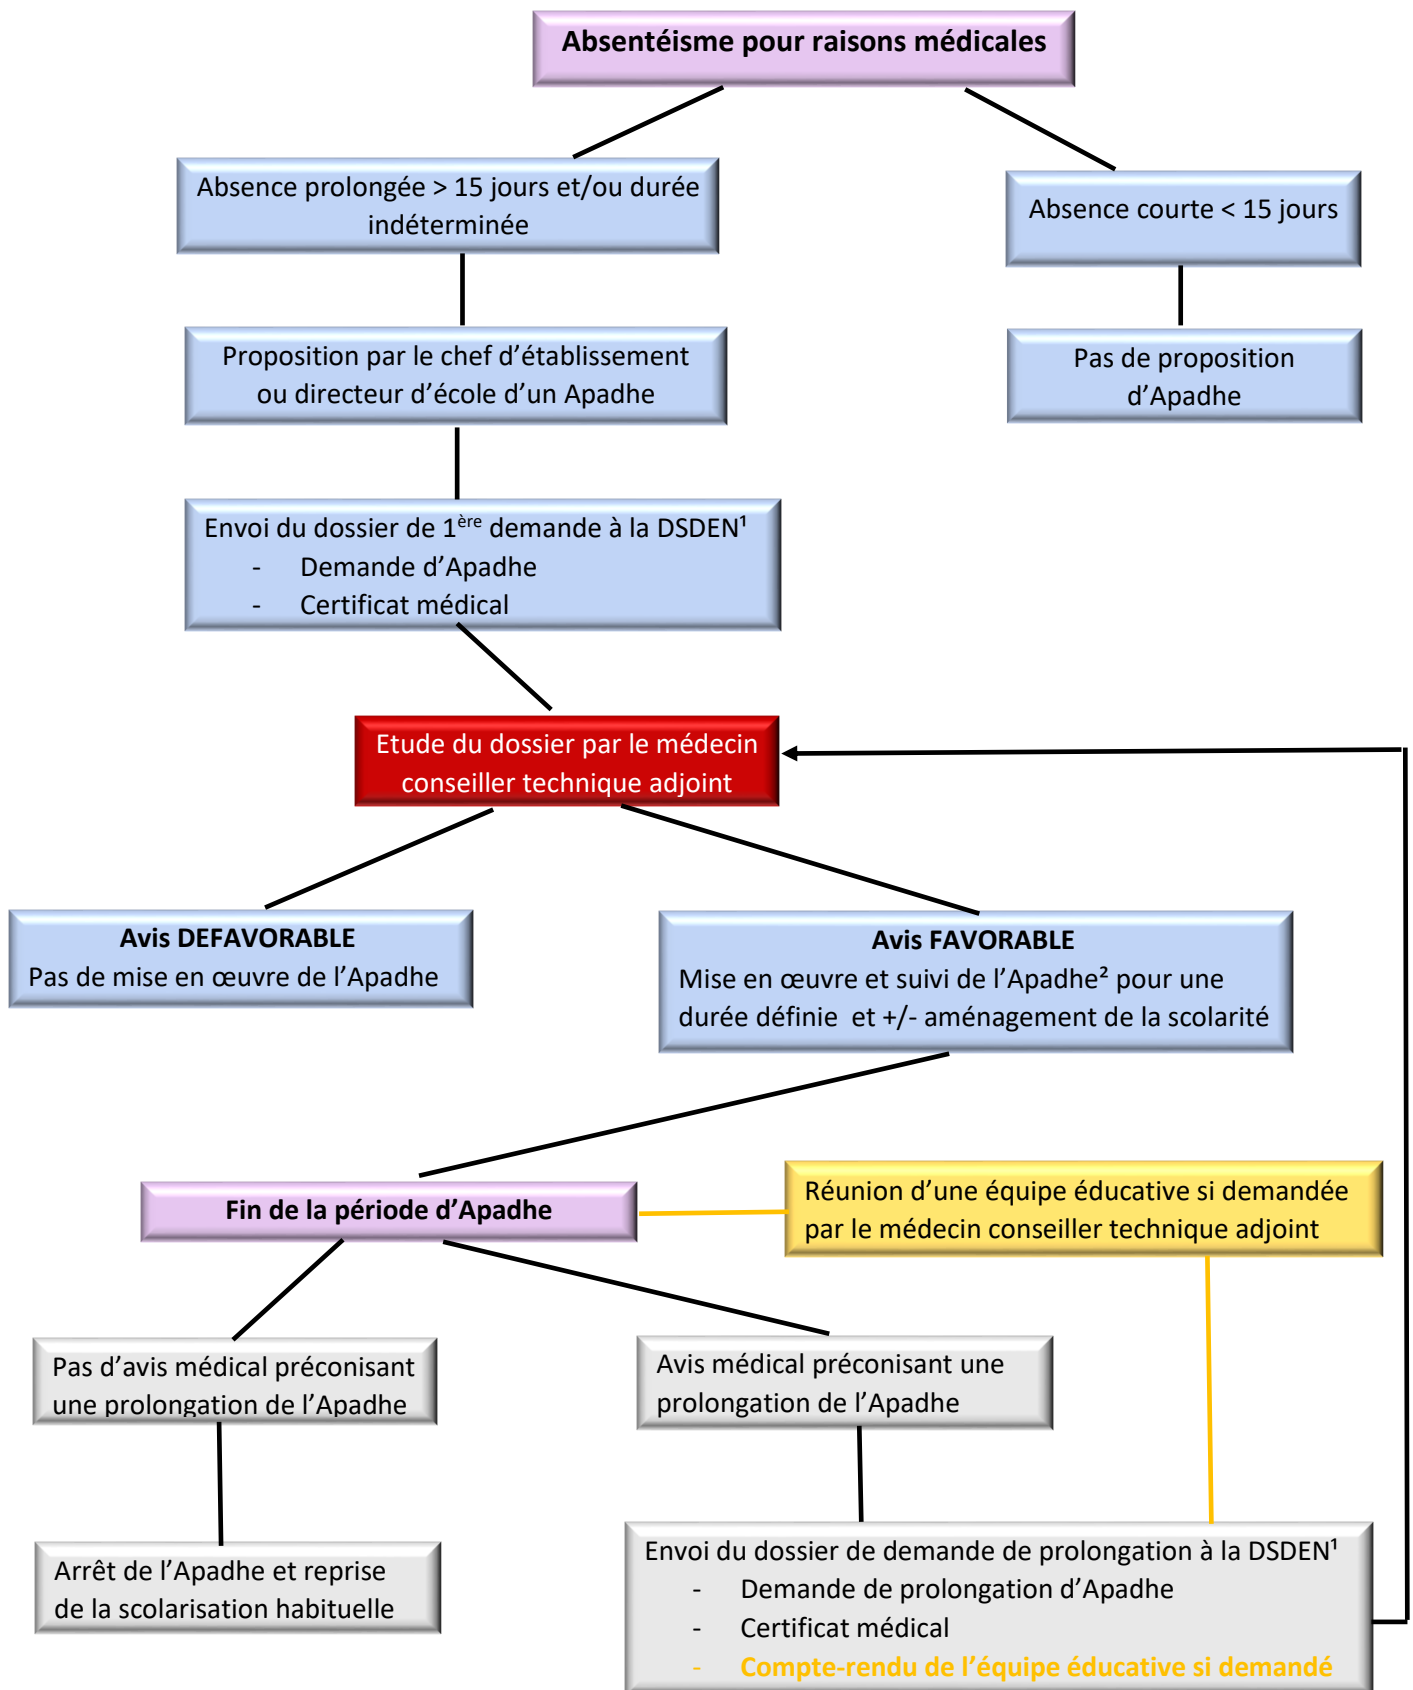 Absentéisme pour raisons médicales
Absence prolongée > 15 jours et/ou durée
indéterminée
Absence courte < 15 jours
Proposition par le chef d’établissement
ou directeur d’école d’un Apadhe
Pas de proposition
d’Apadhe
Envoi du dossier de 1ère demande à la DSDEN¹
- Demande d’Apadhe
- Certificat médical
Etude du dossier par le médecin
conseiller technique adjoint
Avis DEFAVORABLE
Pas de mise en œuvre de l’Apadhe
Avis FAVORABLE
Mise en œuvre et suivi de l’Apadhe² pour une
durée définie et +/- aménagement de la scolarité
Fin de la période d’Apadhe
Réunion d’une équipe éducative si demandée
par le médecin conseiller technique adjoint
Pas d’avis médical préconisant
une prolongation de l’Apadhe
Avis médical préconisant une
prolongation de l’Apadhe
Arrêt de l’Apadhe et reprise
de la scolarisation habituelle
Envoi du dossier de demande de prolongation à la DSDEN¹
- Demande de prolongation d’Apadhe
- Certificat médical
- Compte-rendu de l’équipe éducative si demandé